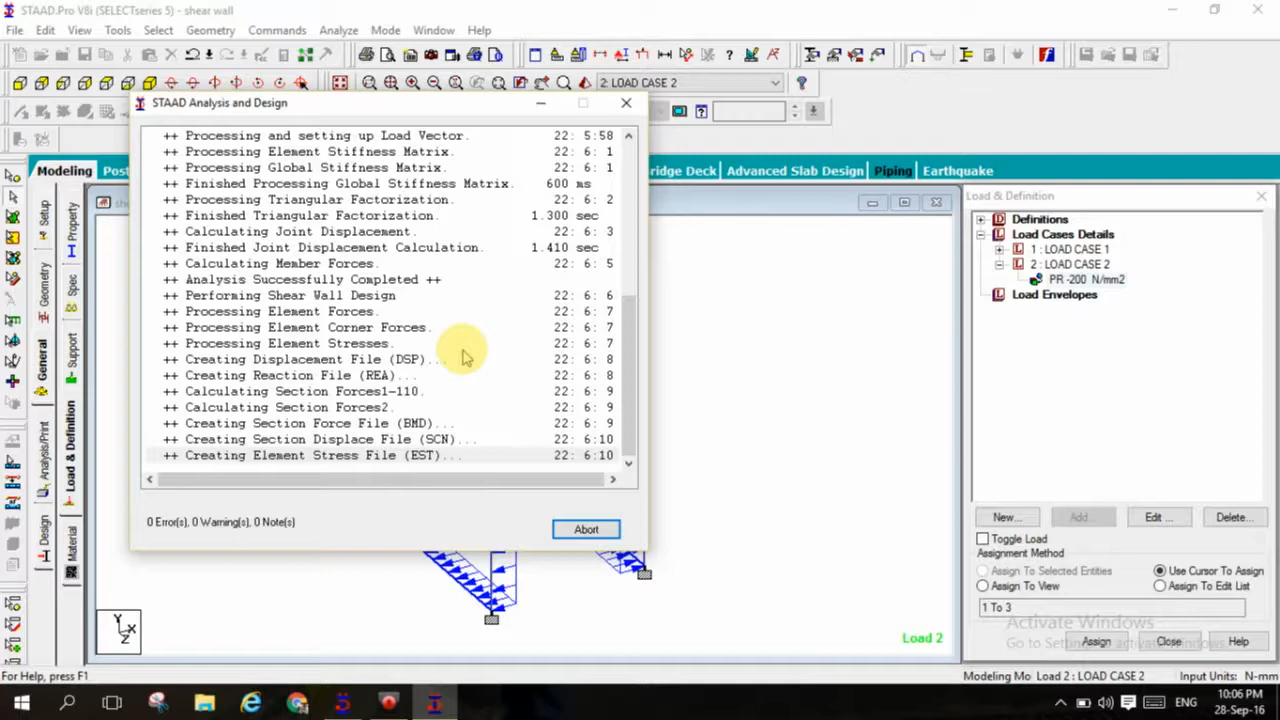 STAAD.Pro V8i (SELECTseries 5) - shear wall
File Edit View Tools Select Geometry Commands Analyze Mode Window Help
2: LOAD CASE 2
STAAD Analysis and Design
Modeling
Post
ridge Deck
Advanced Slab Design
Piping
Earthquake
++ Processing and setting up Load Vector. 22: 5:58
++ Processing Element Stiffness Matrix. 22: 6: 1
++ Processing Global Stiffness Matrix. 22: 6: 1
++ Finished Processing Global Stiffness Matrix. 600 ms
++ Processing Triangular Factorization. 22: 6: 2
++ Finished Triangular Factorization. 1.300 sec
++ Calculating Joint Displacement. 22: 6: 3
++ Finished Joint Displacement Calculation. 1.410 sec
++ Calculating Member Forces. 22: 6: 5
++ Analysis Successfully Completed ++
++ Performing Shear Wall Design 22: 6: 6
++ Processing Element Forces. 22: 6: 7
++ Processing Element Corner Forces. 22: 6: 7
++ Processing Element Stresses. 22: 6: 7
++ Creating Displacement File (DSP)... 22: 6: 8
++ Creating Reaction File (REA)... 22: 6: 8
++ Calculating Section Forces1-110. 22: 6: 9
++ Calculating Section Forces2. 22: 6: 9
++ Creating Section Force File (BMD)... 22: 6: 9
++ Creating Section Displace File (SCN)... 22: 6:10
++ Creating Element Stress File (EST)... 22: 6:10
0 Error(s), 0 Warning(s), 0 Note(s)
Abort
Setup
Geometry
General
Analysis/Print
Design
Property
Spec
Support
Load & Definition
Material
Y
X
Z
Load 2
Load & Definition
Definitions
Load Cases Details
1 : LOAD CASE 1
2 : LOAD CASE 2
PR -200 N/mm2
Load Envelopes
New... Add... Edit ... Delete...
Toggle Load
Assignment Method
Assign To Selected Entities
Use Cursor To Assign
Assign To View
Assign To Edit List
1 To 3
Activate Windows
Go to Settings to activate Windows.
Assign Close Help
For Help, press F1
Modeling Mo Load 2 : LOAD CASE 2 Input Units: N-mm
ENG
10:06 PM
28-Sep-16